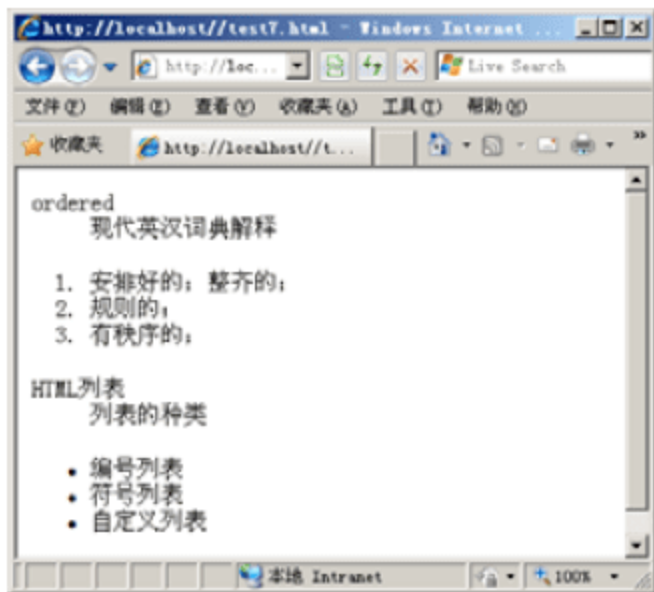 http://localhost//test7.html - Windows Internet ...
http://loc...
Live Search
文件(F) 编辑(E) 查看(V) 收藏夹(A) 工具(T) 帮助(H)
收藏夹 http://localhost//t... »
ordered
现代英汉词典解释
1. 安排好的; 整齐的;
2. 规则的;
3. 有秩序的;
HTML列表
列表的种类
• 编号列表
• 符号列表
• 自定义列表
本地 Intranet 100%